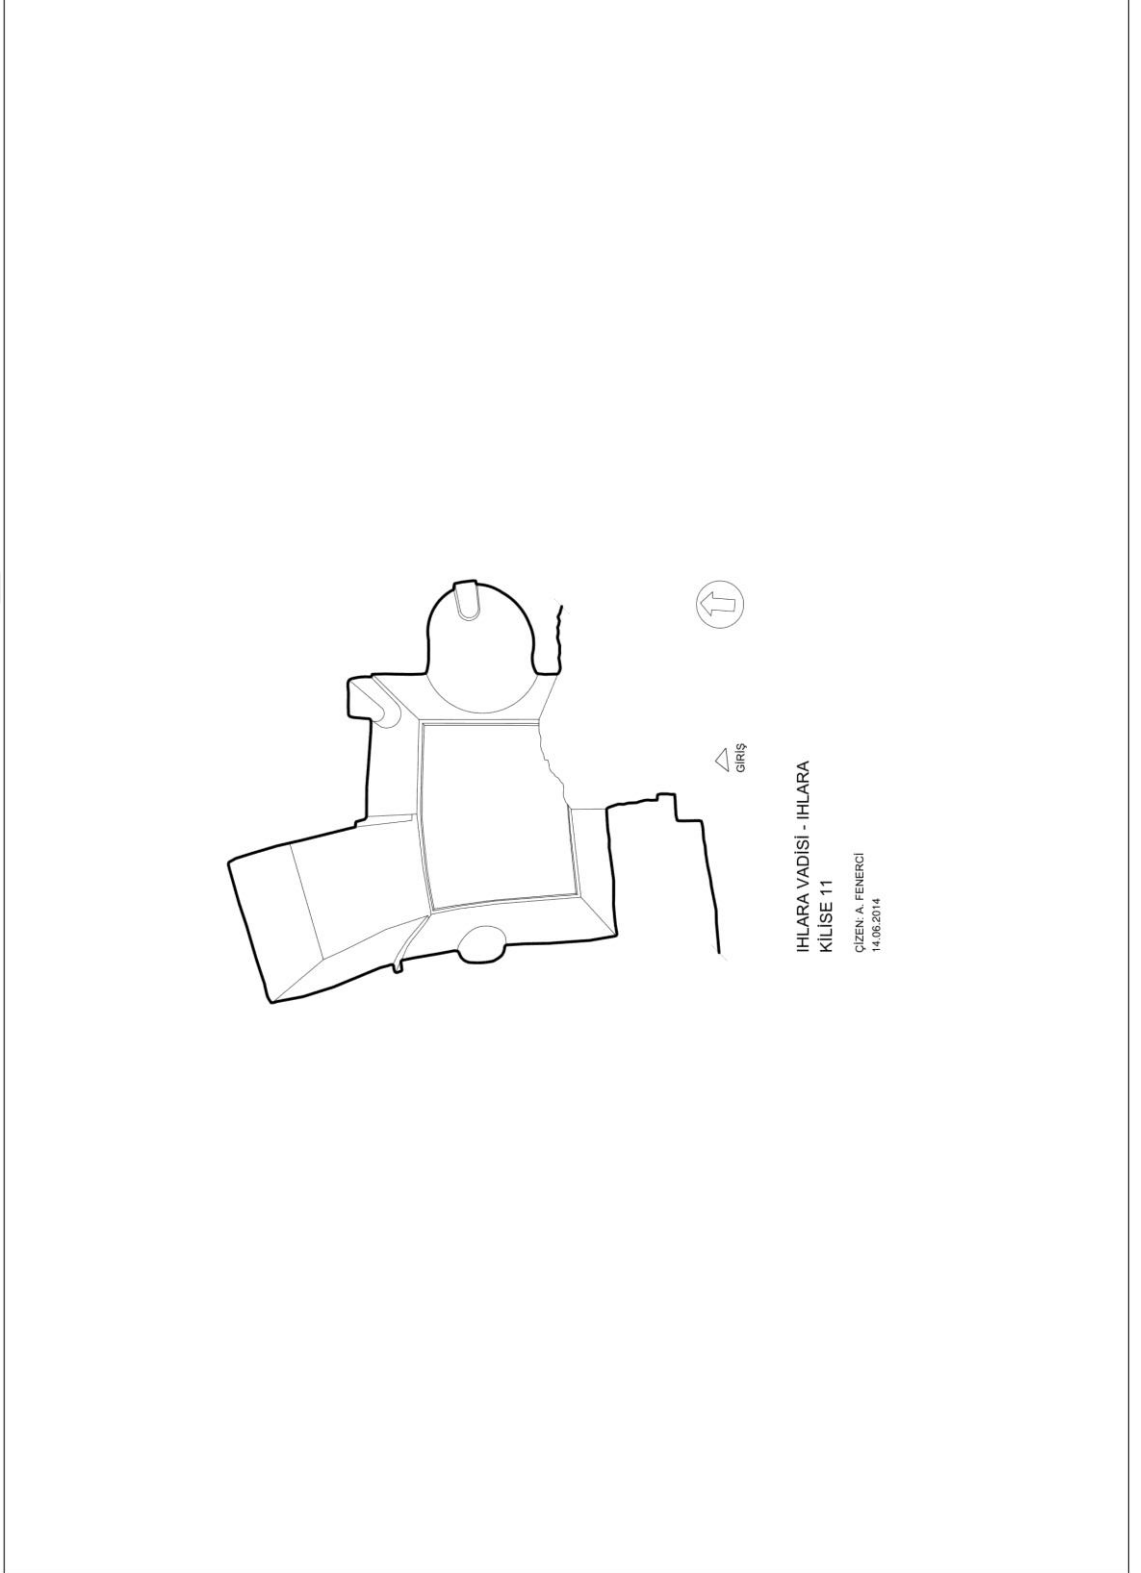 GİRİŞ
IHLARA VADİSİ - IHLARA
KİLİSE 11
ÇİZEN: A. FENERCİ
14.06.2014